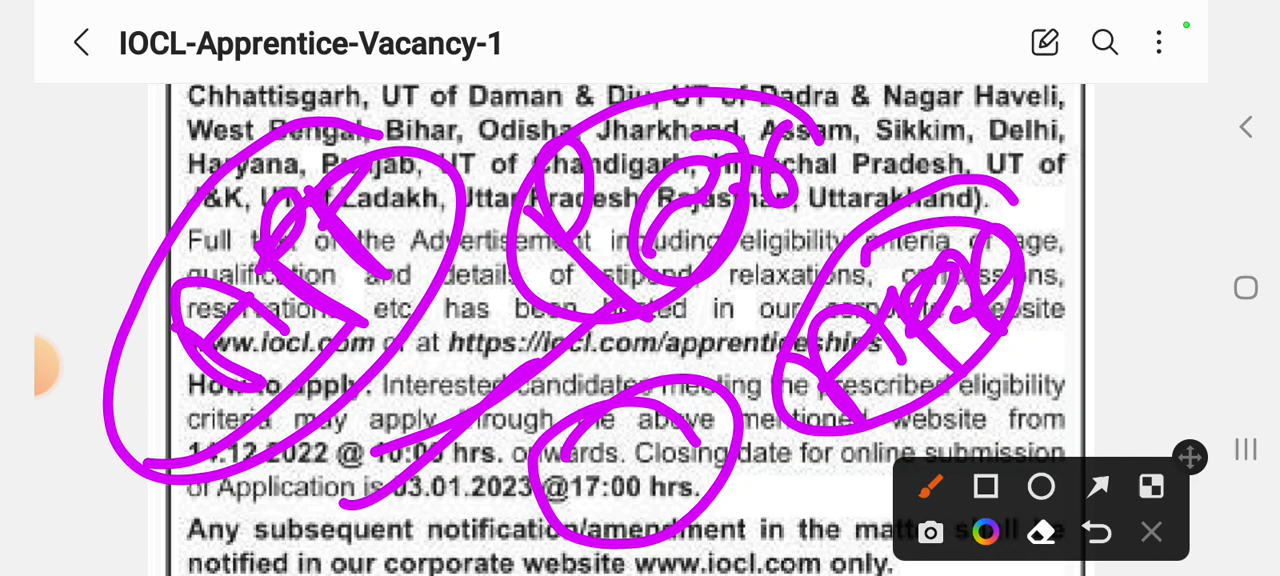 IOCL-Apprentice-Vacancy-1
Chhattisgarh, UT of Daman & Diu, UT of Dadra & Nagar Haveli,
West Bengal, Bihar, Odisha, Jharkhand, Assam, Sikkim, Delhi,
Haryana, Punjab, UT of Chandigarh, Himachal Pradesh, UT of
J&K, UT of Ladakh, Uttar Pradesh, Rajasthan, Uttarakhand).
Full text of the Advertisement including eligibility criteria of age,
qualification and details of stipend, relaxations, concessions,
reservations etc. has been hosted in our corporate website
www.iocl.com or at https://iocl.com/apprenticeships
How to apply: Interested candidates meeting the prescribed eligibility
criteria may apply through the above mentioned website from
14.12.2022 @ 10:00 hrs. onwards. Closing date for online submission
of Application is 03.01.2023 @17:00 hrs.
Any subsequent notification/amendment in the matter shall be
notified in our corporate website www.iocl.com only.